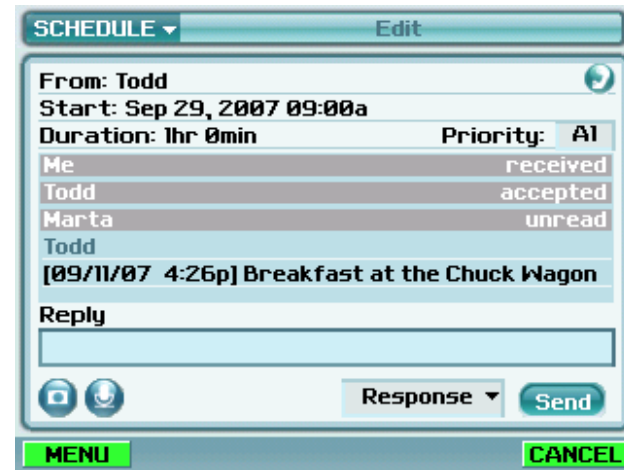 SCHEDULE Edit
From: Todd
Start: Sep 29, 2007 09:00a
Duration: 1hr 0min Priority: A1
Me received
Todd accepted
Marta unread
Todd
[09/11/07 4:26p] Breakfast at the Chuck Wagon
Reply
Response Send
MENU CANCEL